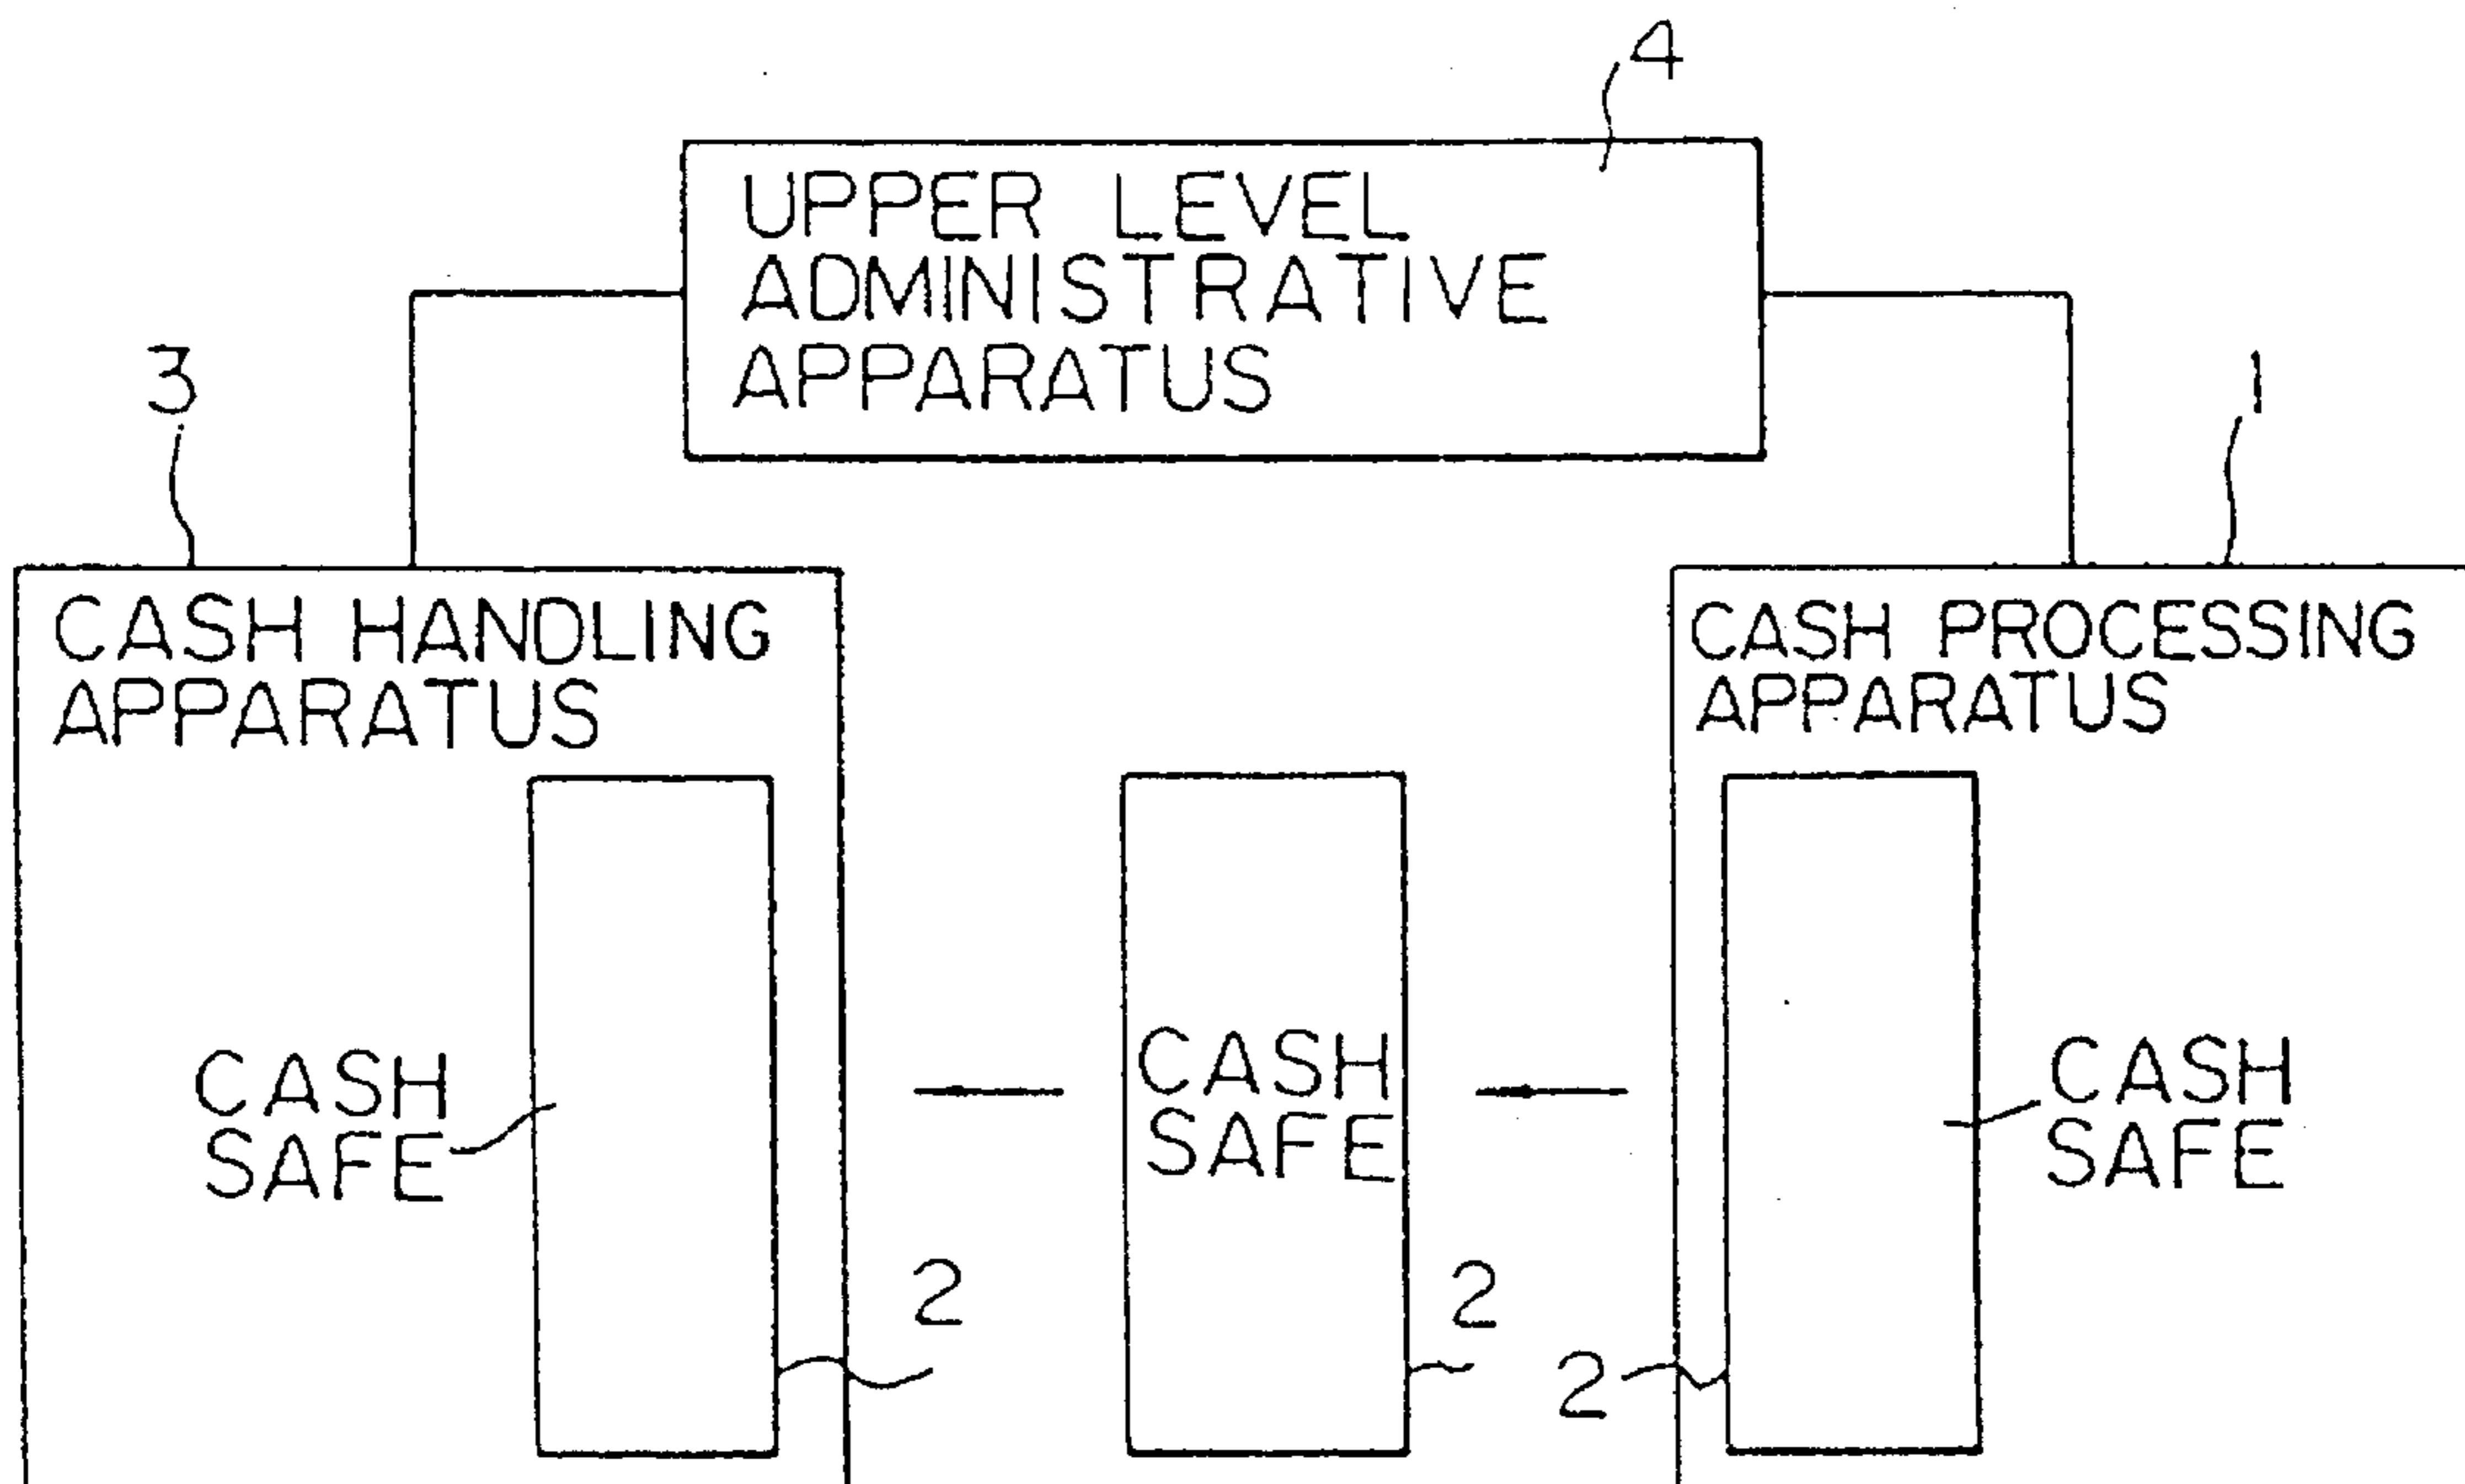 4
UPPER LEVEL
ADMINISTRATIVE
APPARATUS
3
1
CASH HANDLING
APPARATUS
CASH PROCESSING
APPARATUS
CASH
SAFE
CASH
SAFE
CASH
SAFE
2
2
2